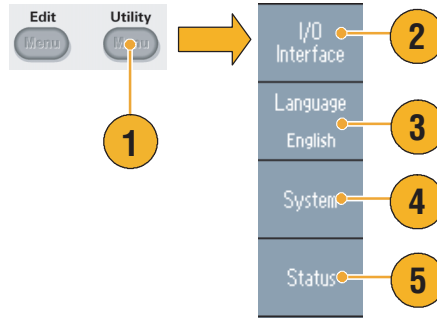 Edit Utility
Menu Menu
1
I/O
Interface
2
Language
English
3
System
4
Status
5